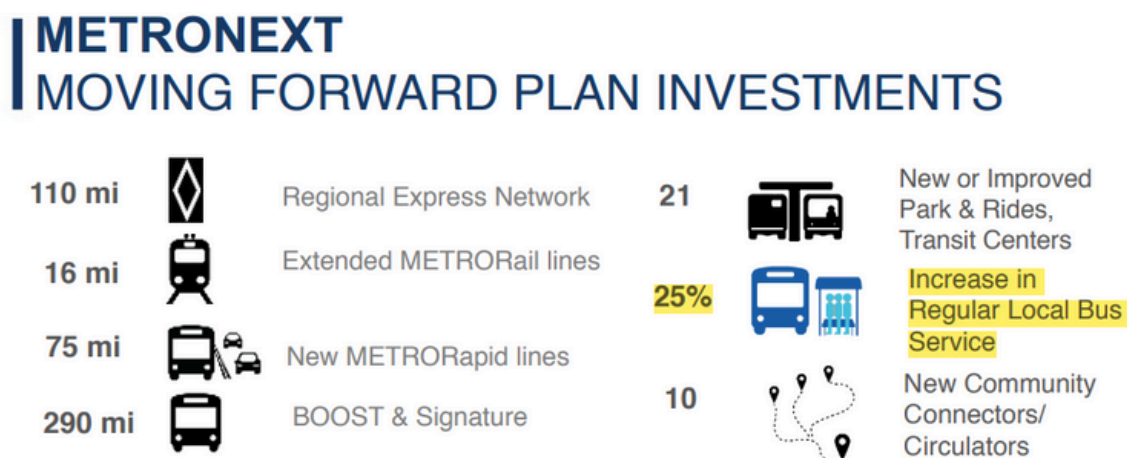 METRONEXT
MOVING FORWARD PLAN INVESTMENTS
110 mi
Regional Express Network
16 mi
Extended METRORail lines
75 mi
New METRORapid lines
290 mi
BOOST & Signature
21
New or Improved
Park & Rides,
Transit Centers
25%
Increase in
Regular Local Bus
Service
10
New Community
Connectors/
Circulators